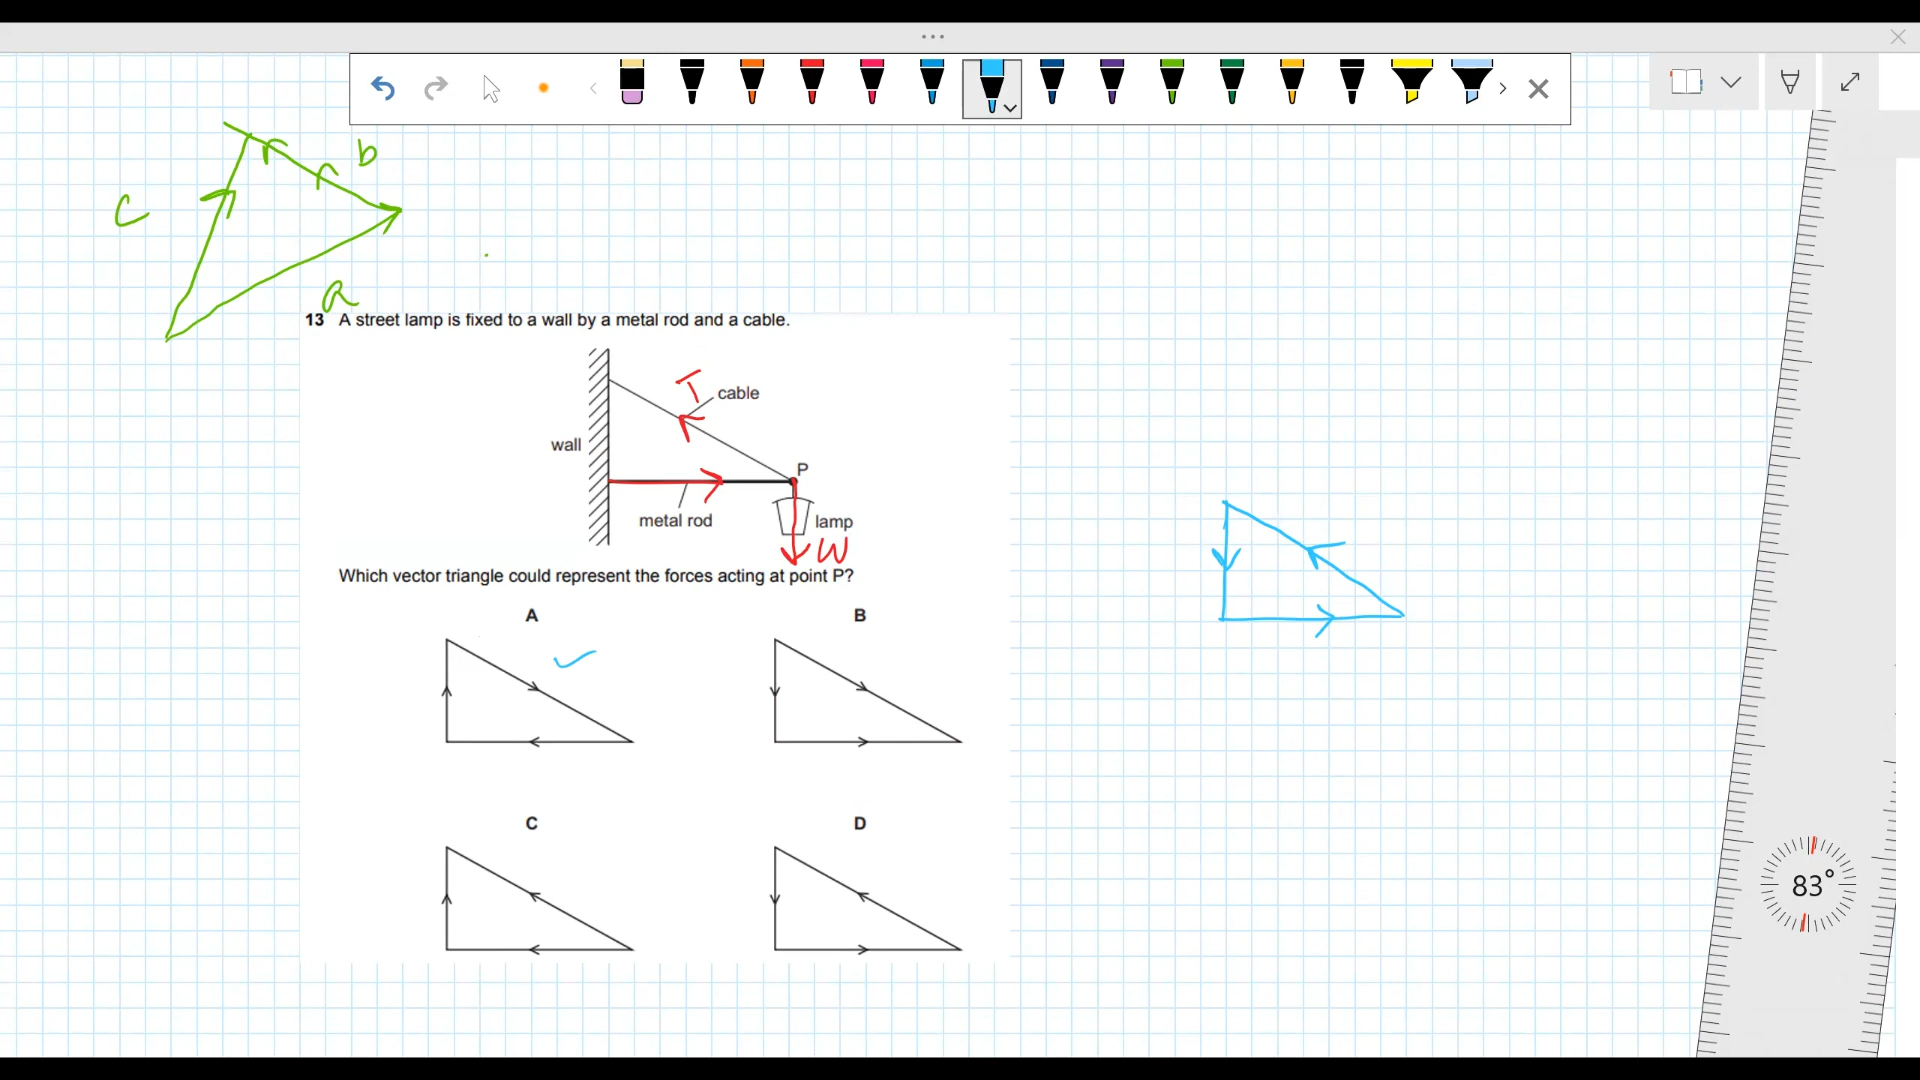 b
C
a
13 A street lamp is fixed to a wall by a metal rod and a cable.
T
cable
wall
P
metal rod
lamp
W
Which vector triangle could represent the forces acting at point P?
A
B
C
D
83°